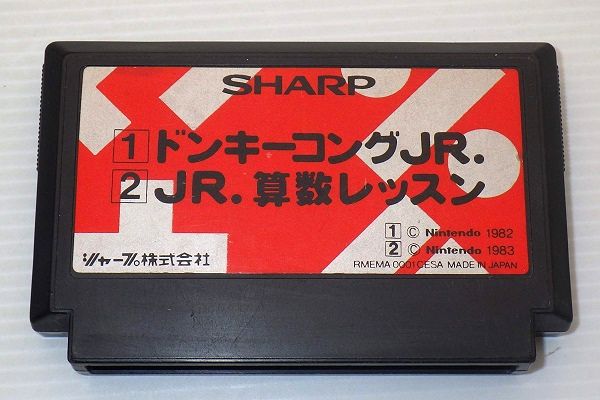 SHARP
1 ドンキーコングJR.
2 JR. 算数レッスン
1 © Nintendo 1982
2 © Nintendo 1983
シャープ株式会社
RMEMA 0001CESA MADE IN JAPAN